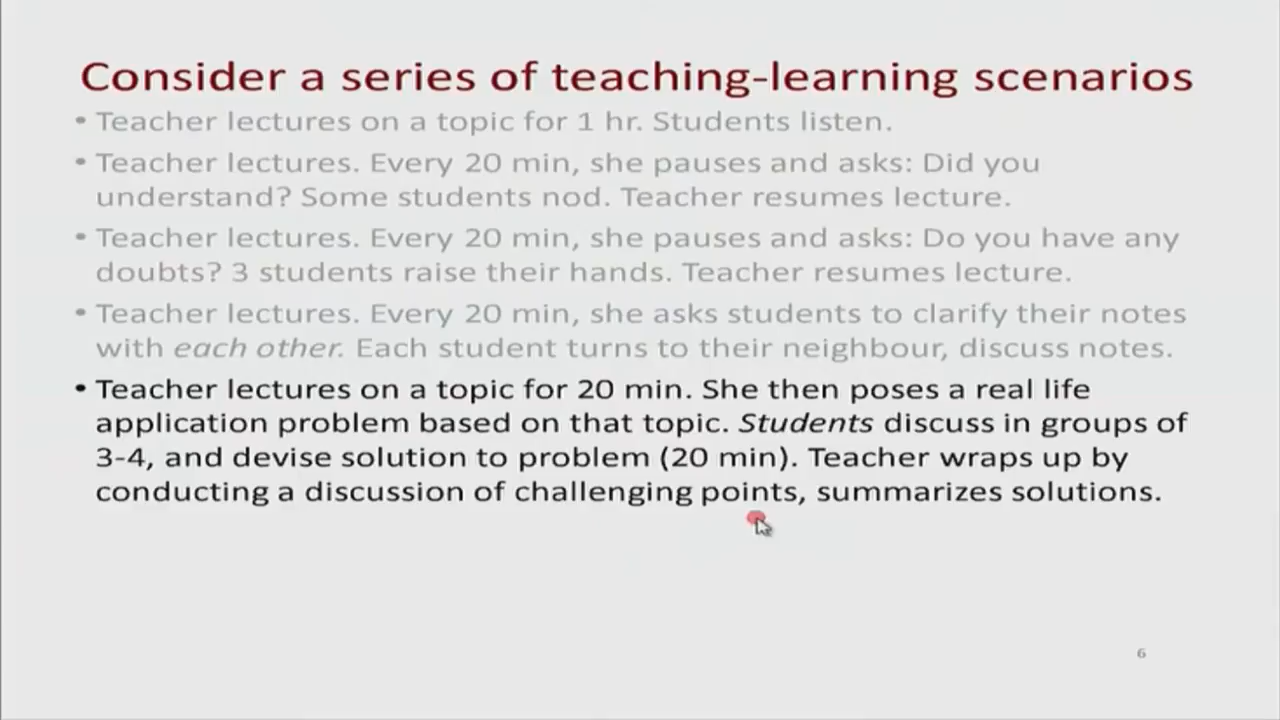 Consider a series of teaching-learning scenarios
• Teacher lectures on a topic for 1 hr. Students listen.
• Teacher lectures. Every 20 min, she pauses and asks: Did you
understand? Some students nod. Teacher resumes lecture.
• Teacher lectures. Every 20 min, she pauses and asks: Do you have any
doubts? 3 students raise their hands. Teacher resumes lecture.
• Teacher lectures. Every 20 min, she asks students to clarify their notes
with each other. Each student turns to their neighbour, discuss notes.
• Teacher lectures on a topic for 20 min. She then poses a real life
application problem based on that topic. Students discuss in groups of
3-4, and devise solution to problem (20 min). Teacher wraps up by
conducting a discussion of challenging points, summarizes solutions.
6